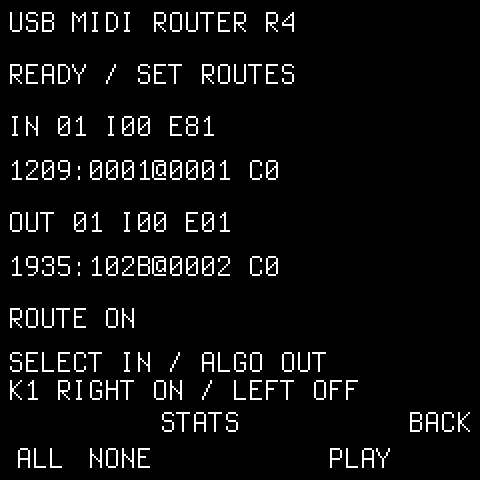 USB MIDI ROUTER R4
READY / SET ROUTES
IN 01 I00 E81
1209:0001@0001 C0
OUT 01 I00 E01
1935:102B@0002 C0
ROUTE ON
SELECT IN / ALGO OUT
K1 RIGHT ON / LEFT OFF
STATS BACK
ALL NONE PLAY